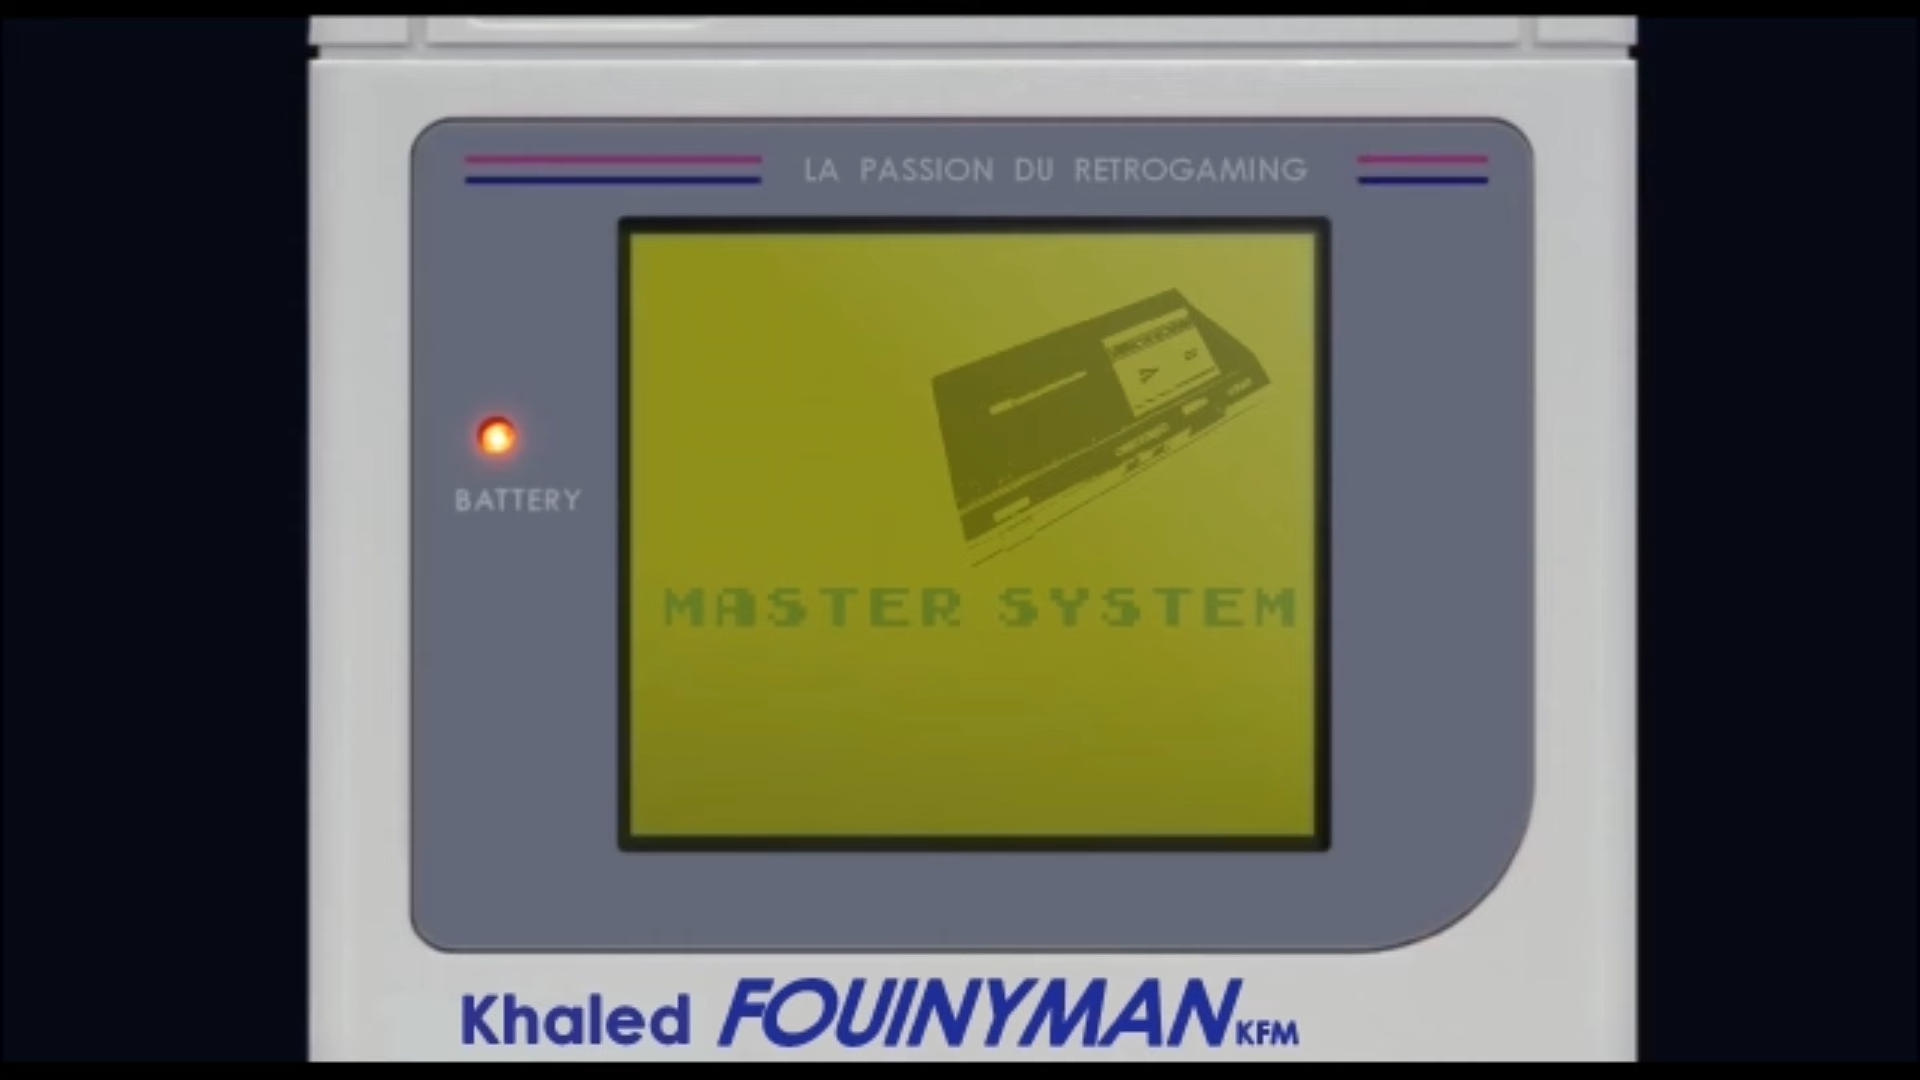 LA PASSION DU RETROGAMING
BATTERY
MASTER SYSTEM
Khaled FOUINYMAN KFM